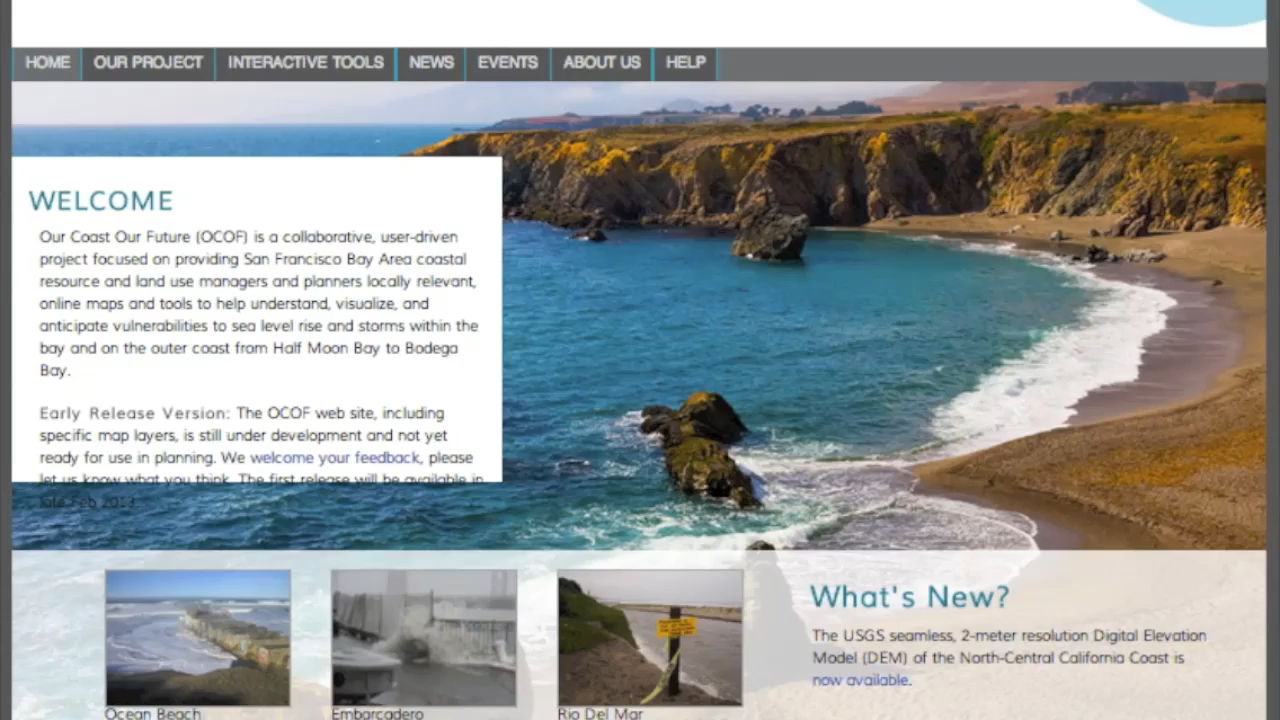 HOME OUR PROJECT INTERACTIVE TOOLS NEWS EVENTS ABOUT US HELP
WELCOME
Our Coast Our Future (OCOF) is a collaborative, user-driven
project focused on providing San Francisco Bay Area coastal
resource and land use managers and planners locally relevant,
online maps and tools to help understand, visualize, and
anticipate vulnerabilities to sea level rise and storms within the
bay and on the outer coast from Half Moon Bay to Bodega
Bay.
Early Release Version: The OCOF web site, including
specific map layers, is still under development and not yet
ready for use in planning. We welcome your feedback, please
let us know what you think. The first release will be available in
late Feb 2013.
Ocean Beach
Embarcadero
Rio Del Mar
What's New?
The USGS seamless, 2-meter resolution Digital Elevation
Model (DEM) of the North-Central California Coast is
now available.